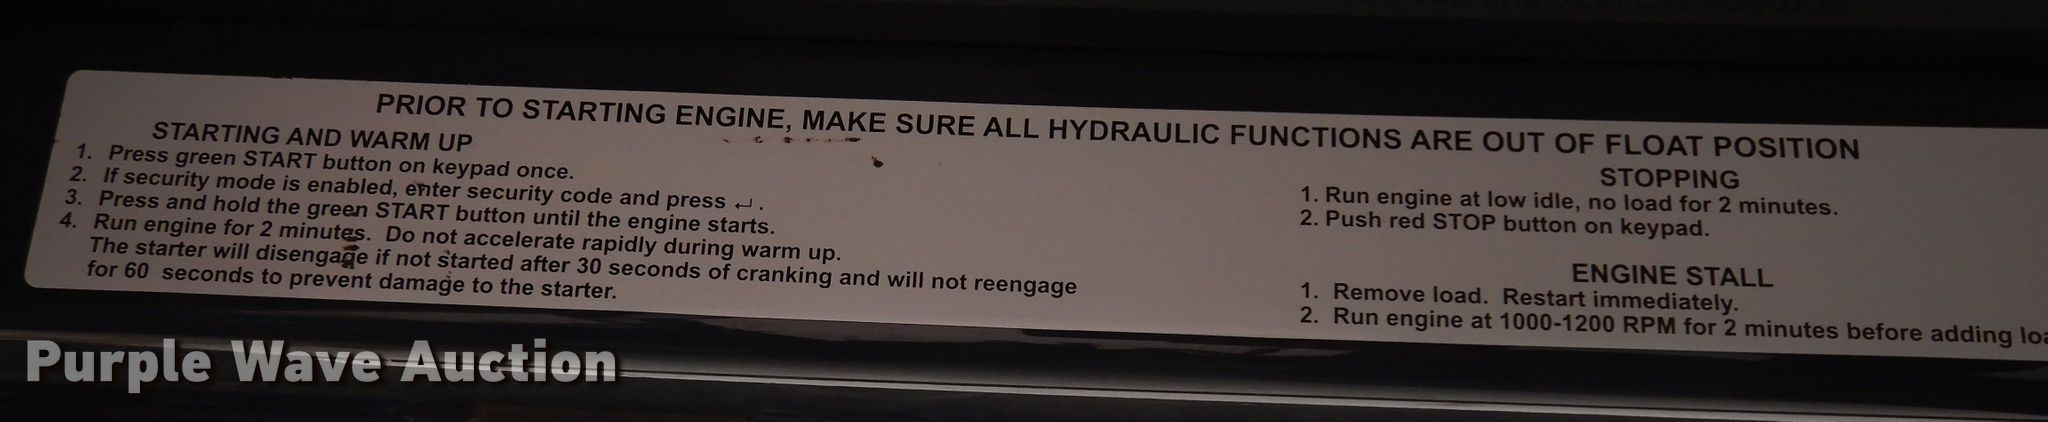 PRIOR TO STARTING ENGINE, MAKE SURE ALL HYDRAULIC FUNCTIONS ARE OUT OF FLOAT POSITION
STARTING AND WARM UP
1. Press green START button on keypad once.
2. If security mode is enabled, enter security code and press ↵ .
3. Press and hold the green START button until the engine starts.
4. Run engine for 2 minutes. Do not accelerate rapidly during warm up.
The starter will disengage if not started after 30 seconds of cranking and will not reengage
for 60 seconds to prevent damage to the starter.
STOPPING
1. Run engine at low idle, no load for 2 minutes.
2. Push red STOP button on keypad.
ENGINE STALL
1. Remove load. Restart immediately.
2. Run engine at 1000-1200 RPM for 2 minutes before adding
Purple Wave Auction